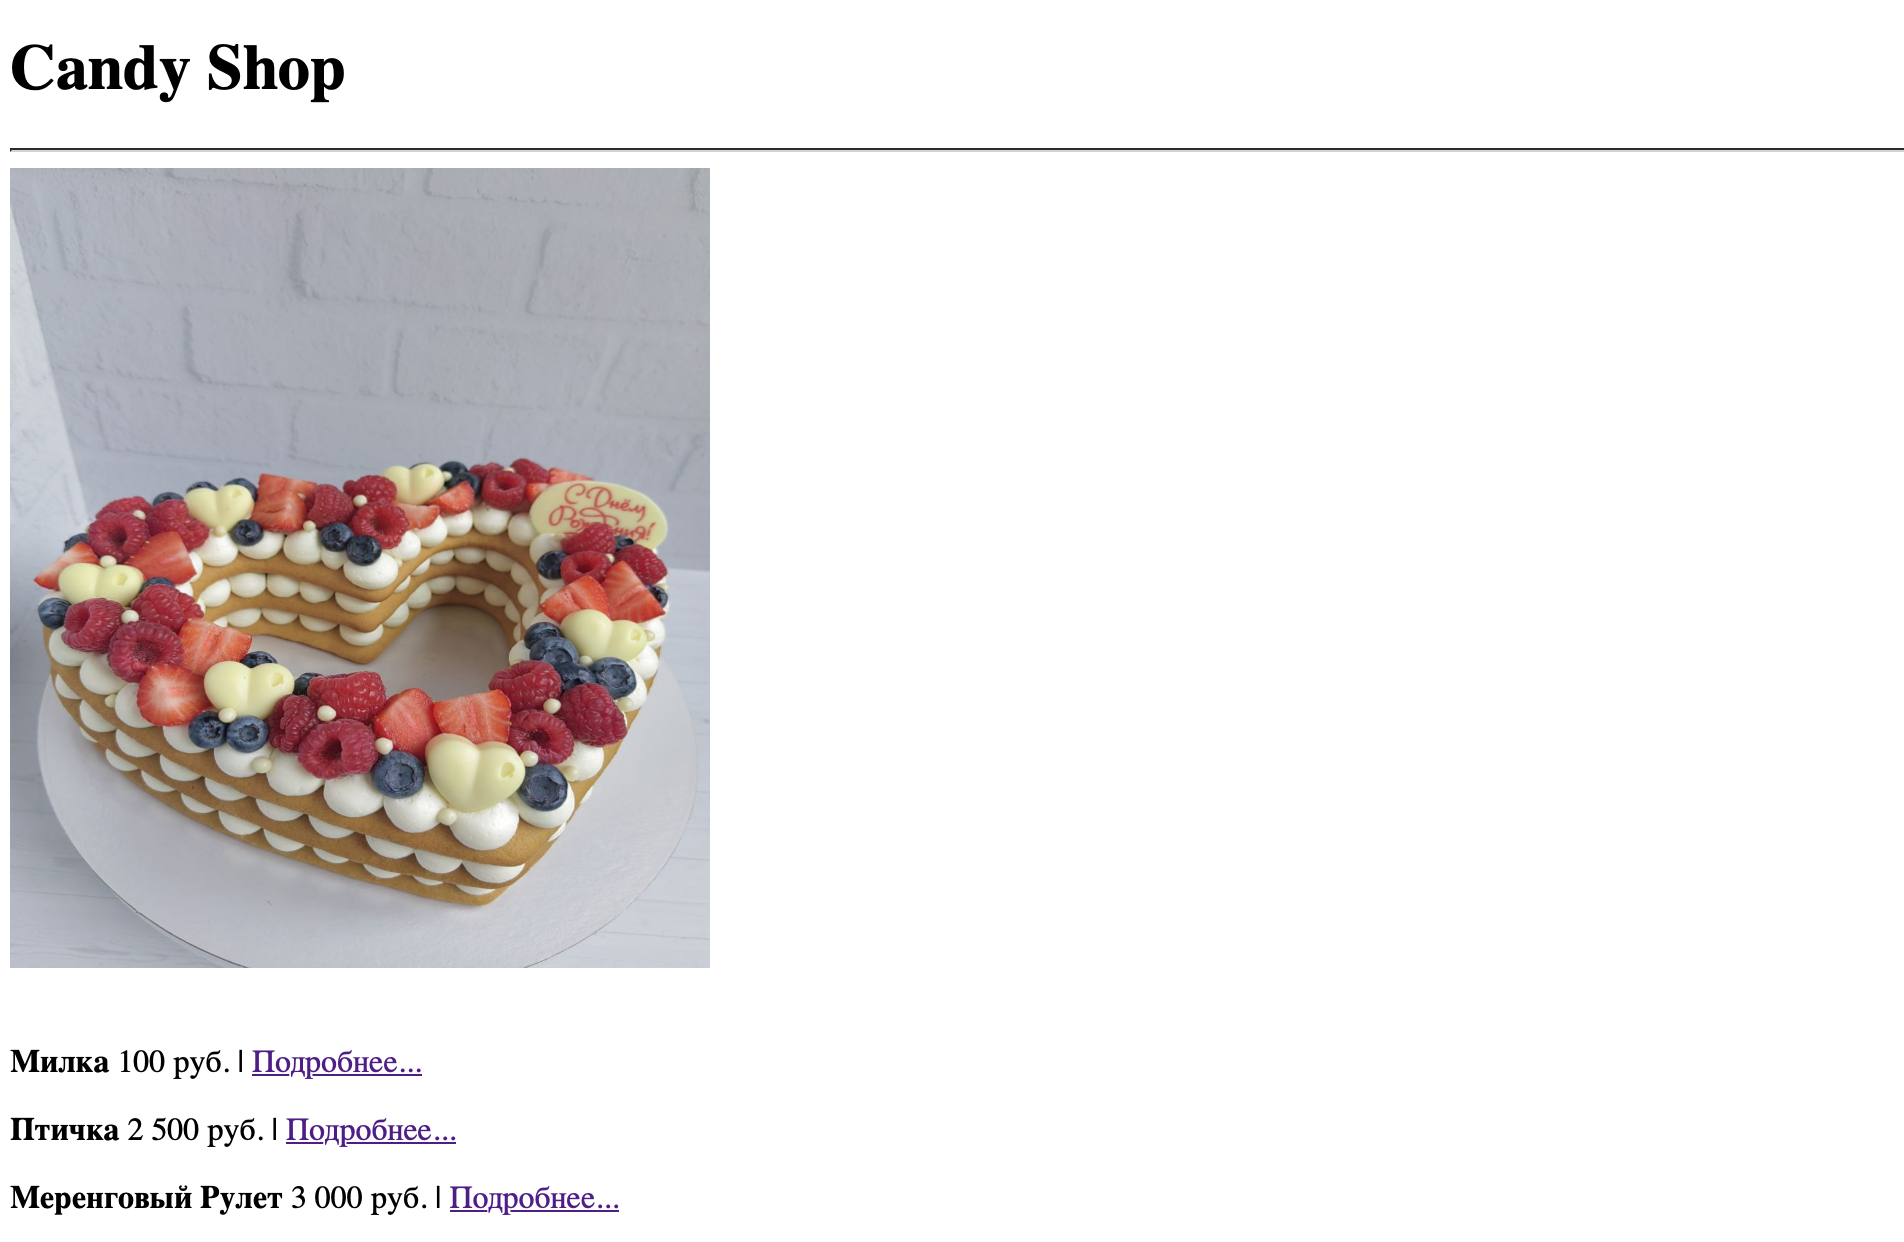 Candy Shop
С Днём
Рождения!
Милка 100 руб. | Подробнее...
Птичка 2 500 руб. | Подробнее...
Меренговый Рулет 3 000 руб. | Подробнее...